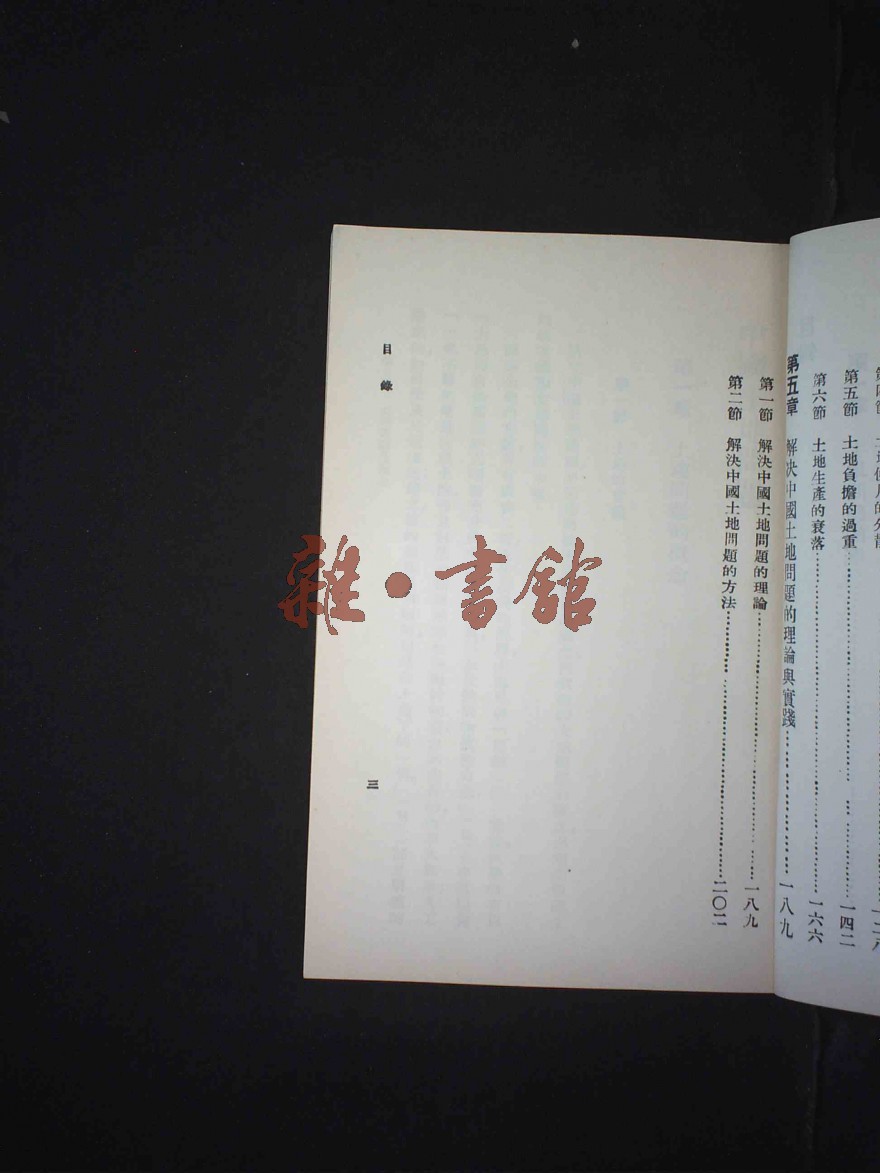 第五節 土地負擔的過重 一四二
第六節 土地生產的衰落 一六六
第五章 解決中國土地問題的理論與實踐 一八九
第一節 解決中國土地問題的理論 一八九
第二節 解決中國土地問題的方法 二〇二
目錄
三
雜·書館